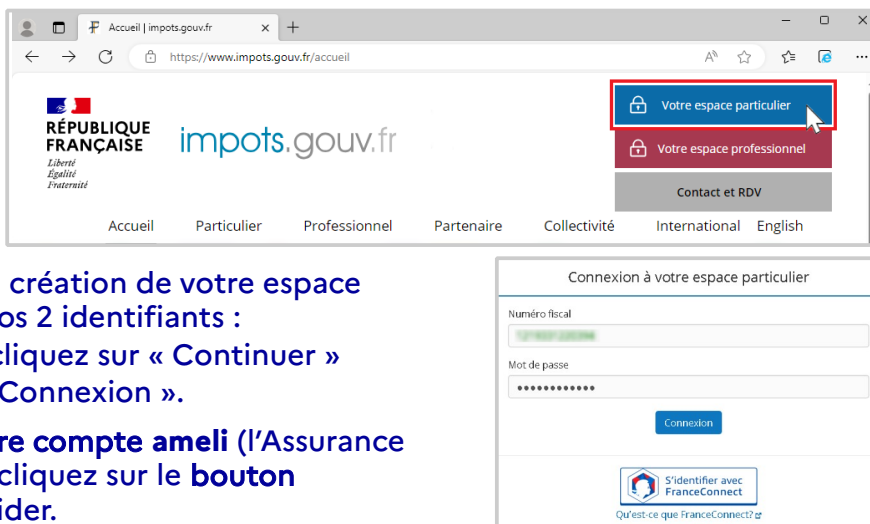 Accueil | impots.gouv.fr
https://www.impots.gouv.fr/accueil
RÉPUBLIQUE
FRANÇAISE
Liberté
Égalité
Fraternité
impots.gouv.fr
Votre espace particulier
Votre espace professionnel
Contact et RDV
Accueil Particulier Professionnel Partenaire Collectivité International English
création de votre espace
os 2 identifiants :
cliquez sur « Continuer »
Connexion ».
re compte ameli (l’Assurance
cliquez sur le bouton
ider.
Connexion à votre espace particulier
Numéro fiscal
Mot de passe
••••••••••••
Connexion
S’identifier avec
FranceConnect
Qu’est-ce que FranceConnect?